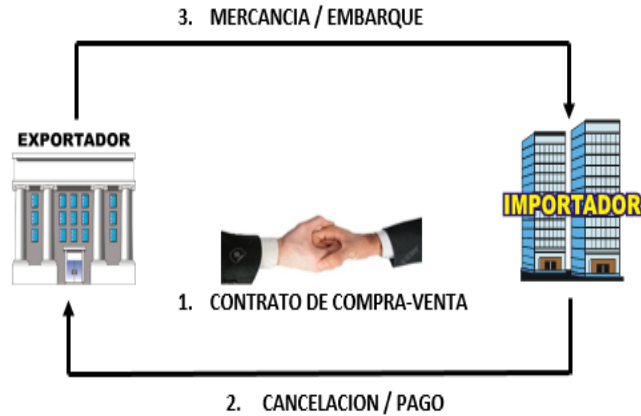 3. MERCANCIA / EMBARQUE
EXPORTADOR
IMPORTADOR
1. CONTRATO DE COMPRA-VENTA
2. CANCELACION / PAGO